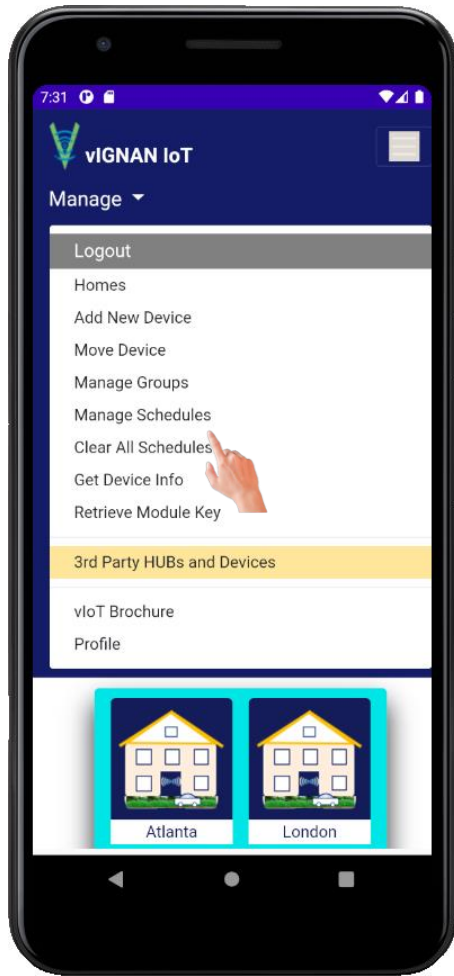 7:31
vIGNAN IoT
Manage
Logout
Homes
Add New Device
Move Device
Manage Groups
Manage Schedules
Clear All Schedules
Get Device Info
Retrieve Module Key
3rd Party HUBs and Devices
vIoT Brochure
Profile
Atlanta
London